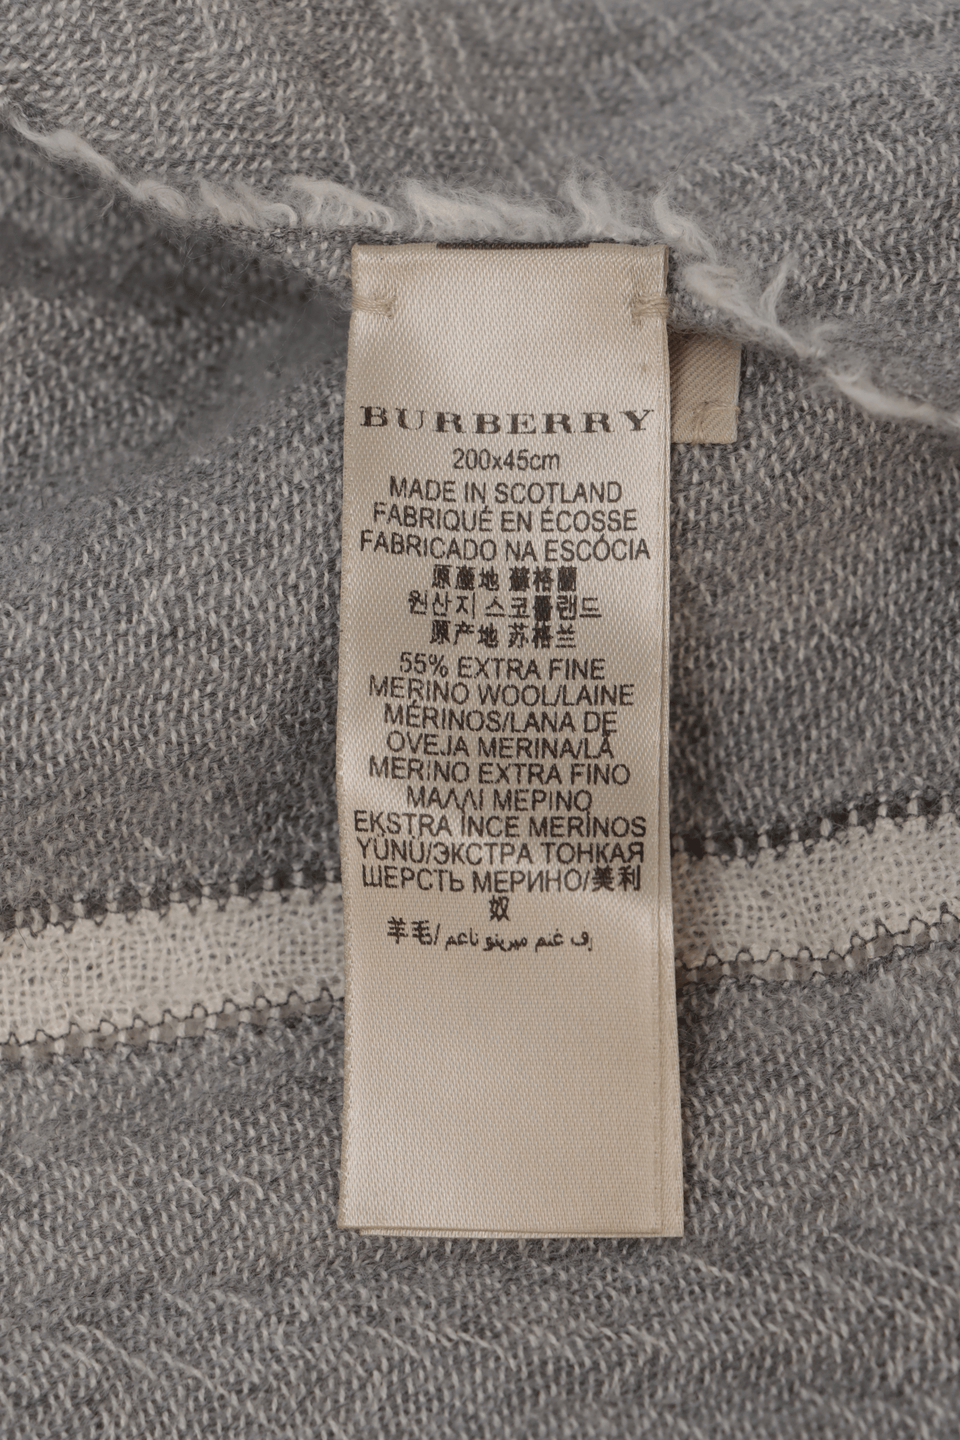 BURBERRY
200x45cm
MADE IN SCOTLAND
FABRIQUÉ EN ÉCOSSE
FABRICADO NA ESCÓCIA
原產地 蘇格蘭
원산지 스코틀랜드
原产地 苏格兰
55% EXTRA FINE
MERINO WOOL/LAINE
MÉRINOS/LANA DE
OVEJA MERINA/LÃ
MERINO EXTRA FINO
ΜΑΛΛΙ ΜΕΡΙΝΟ
EKSTRA İNCE MERİNOS
YÜNÜ/ЭКСТРА ТОНКАЯ
ШЕРСТЬ МЕРИНО/美利
奴
羊毛/ ناعم مرينو غنم